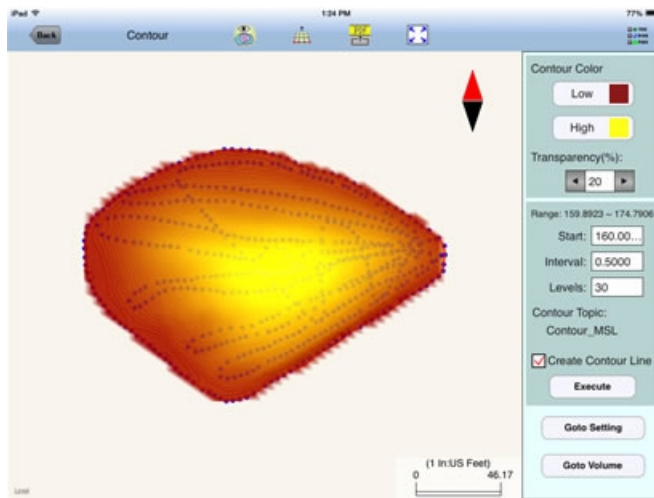 iPad
1:24 PM
77%
Back
Contour
PDF
Contour Color
Low
High
Transparency(%):
20
Range: 159.8923 ~ 174.7906
Start: 160.00...
Interval: 0.5000
Levels: 30
Contour Topic:
Contour_MSL
Create Contour Line
Execute
Goto Setting
Goto Volume
(1 In:US Feet)
0 46.17